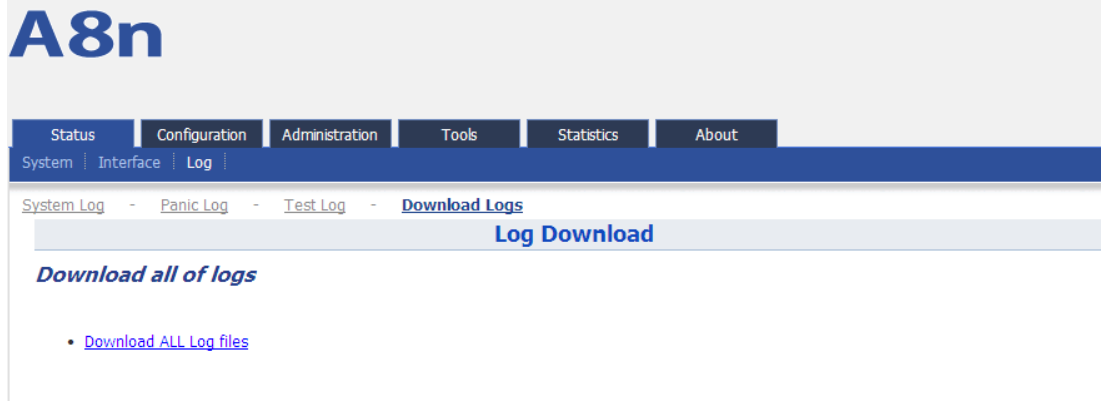 A8n
Status Configuration Administration Tools Statistics About
System Interface Log
System Log - Panic Log - Test Log - Download Logs
Log Download
Download all of logs
• Download ALL Log files